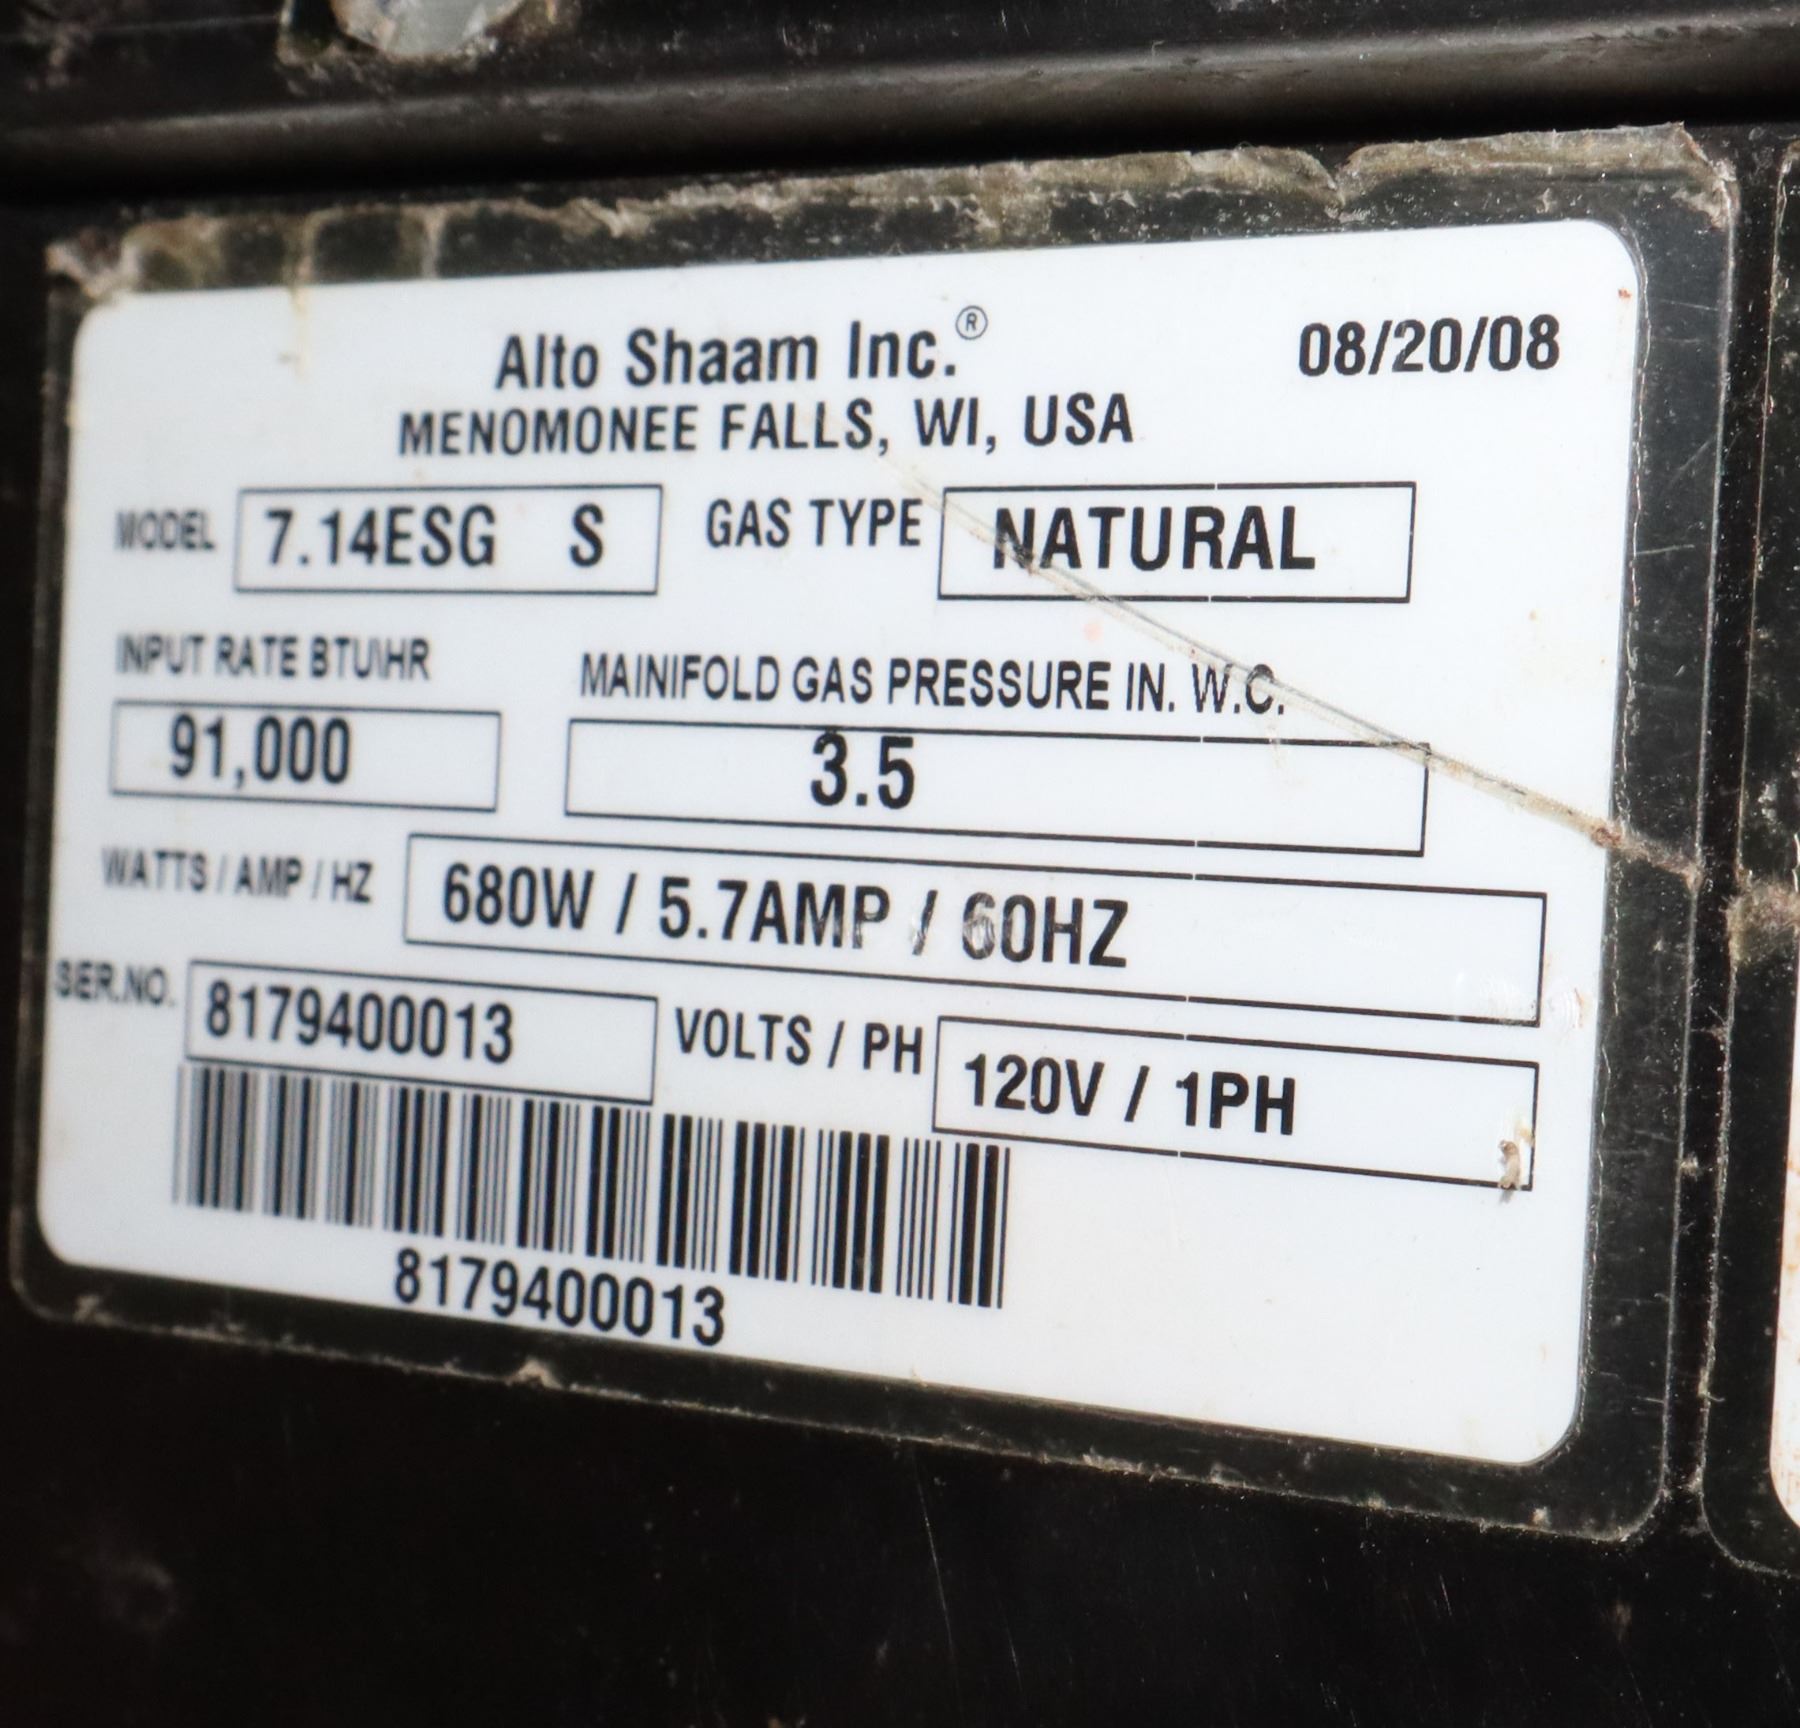 Alto Shaam Inc.® 08/20/08
MENOMONEE FALLS, WI, USA
MODEL 7.14ESG S GAS TYPE NATURAL
INPUT RATE BTU\HR MAINIFOLD GAS PRESSURE IN. W.C.
91,000 3.5
WATTS / AMP / HZ 680W / 5.7AMP / 60HZ
SER.NO. 8179400013 VOLTS / PH 120V / 1PH
8179400013